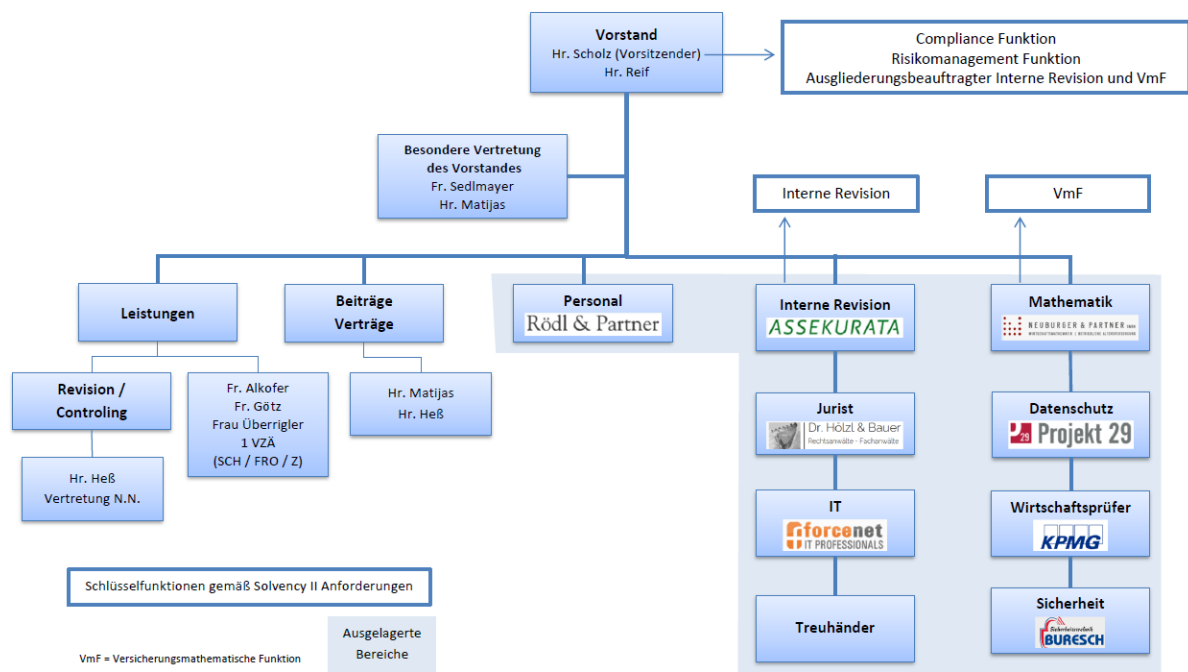 Vorstand
Hr. Scholz (Vorsitzender)
Hr. Reif
Compliance Funktion
Risikomanagement Funktion
Ausgliederungsbeauftragter Interne Revision und VmF
Besondere Vertretung
des Vorstandes
Fr. Sedlmayer
Hr. Matijas
Interne Revision
VmF
Leistungen
Beiträge
Verträge
Personal
Rödl & Partner
Interne Revision
ASSEKURATA
Mathematik
NEUBURGER & PARTNER
Revision /
Controling
Fr. Alkofer
Fr. Götz
Frau Überrigler
1 VZÄ
(SCH / FRO / Z)
Hr. Matijas
Hr. Heß
Jurist
Dr. Hölzl & Bauer
Rechtsanwälte - Fachanwälte
Datenschutz
29 Projekt 29
Hr. Heß
Vertretung N.N.
IT
forcenet
IT PROFESSIONALS
Wirtschaftsprüfer
KPMG
Treuhänder
Sicherheit
Sicherheitstechnik
BURESCH
Schlüsselfunktionen gemäß Solvency II Anforderungen
Ausgelagerte
Bereiche
VmF = Versicherungsmathematische Funktion